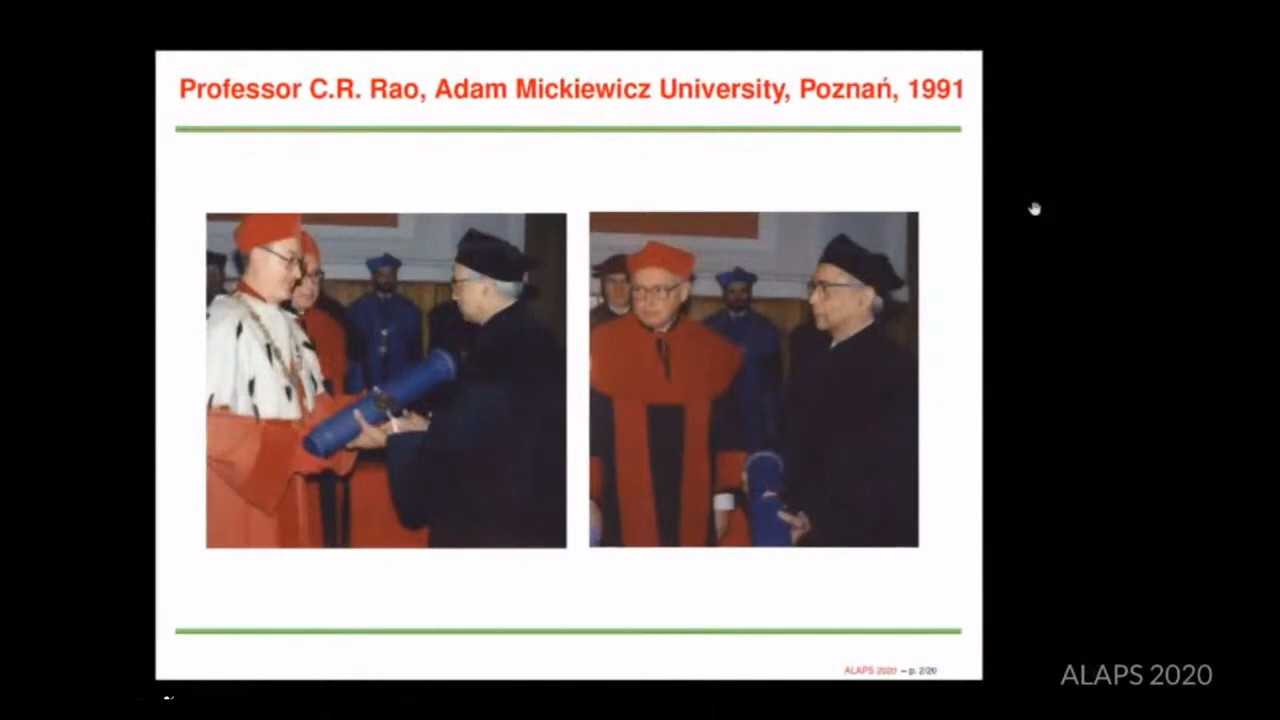 Professor C.R. Rao, Adam Mickiewicz University, Poznań, 1991
ALAPS 2020 – p. 2/20
ALAPS 2020